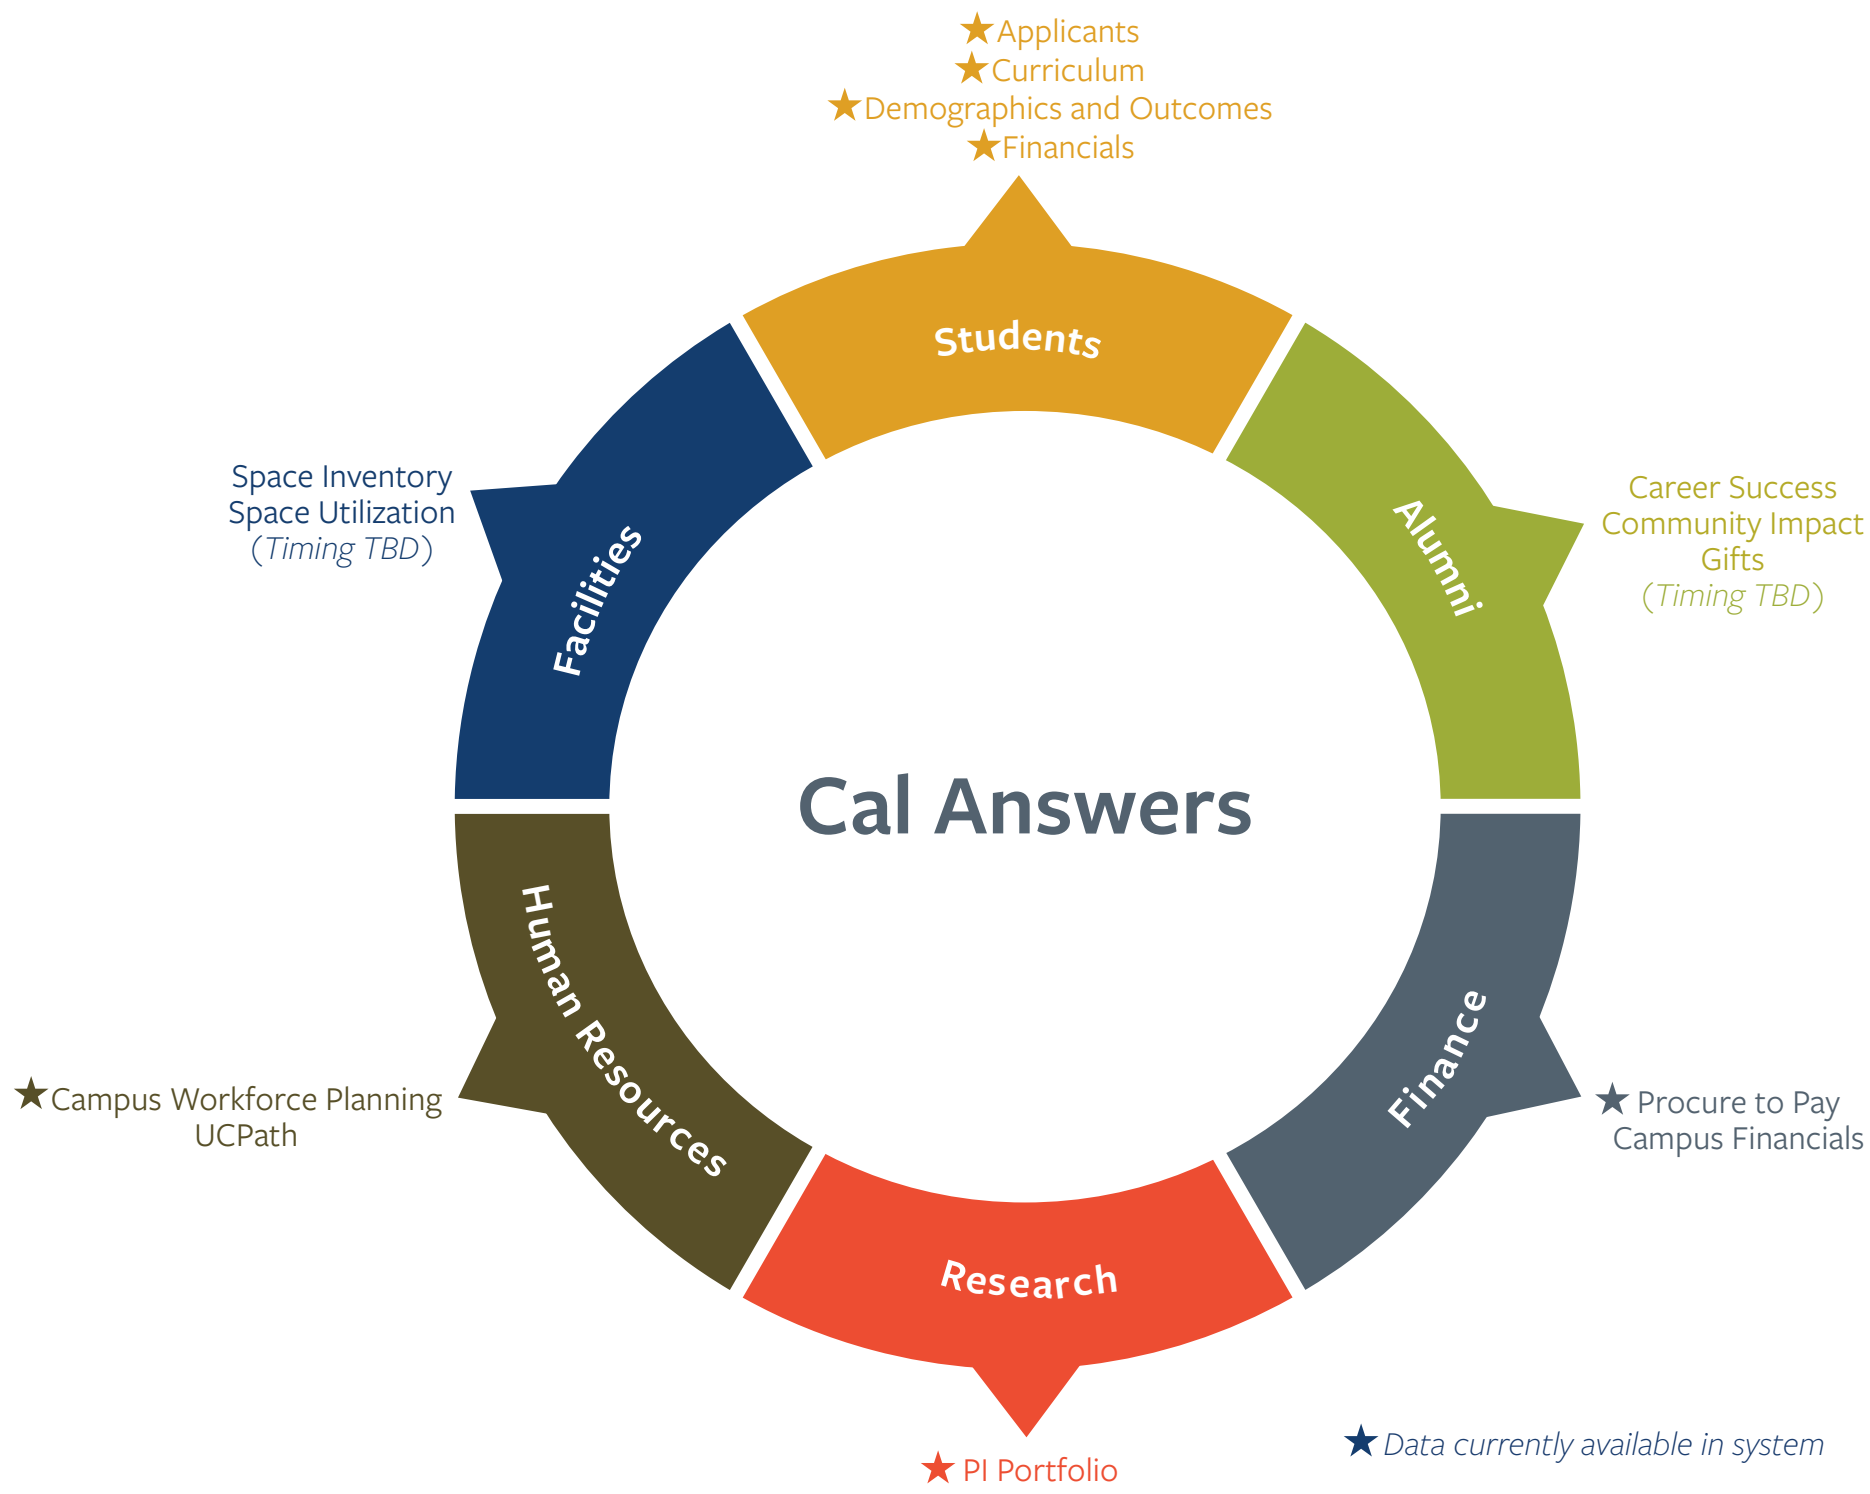 ★Applicants
★Curriculum
★Demographics and Outcomes
★Financials
Students
Space Inventory
Space Utilization
(Timing TBD)
Facilities
Alumni
Career Success
Community Impact
Gifts
(Timing TBD)
Cal Answers
Human Resources
★Campus Workforce Planning
UCPath
Finance
★ Procure to Pay
Campus Financials
Research
★ PI Portfolio
★ Data currently available in system